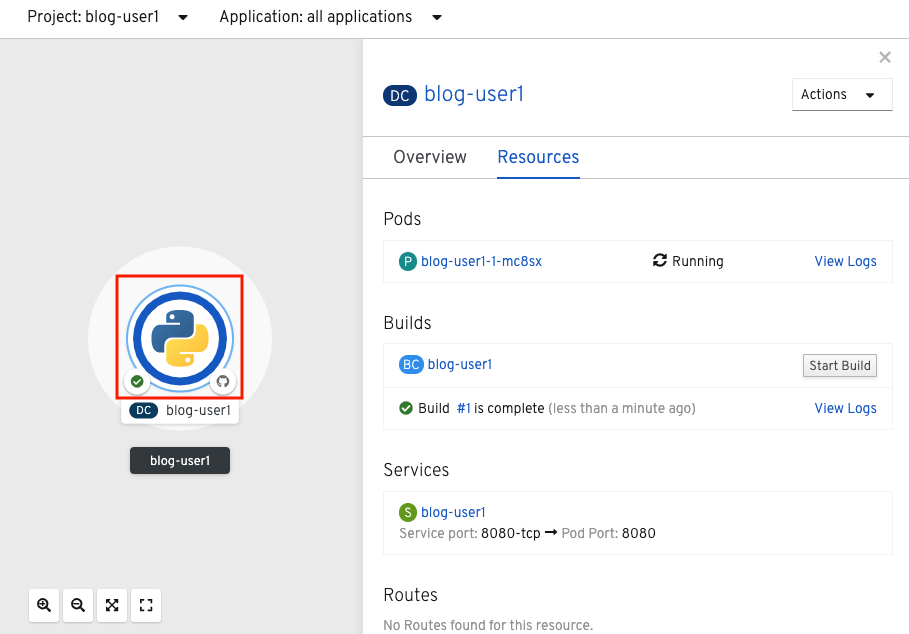 Project: blog-user1 Application: all applications
DC blog-user1
Actions
Overview Resources
Pods
P blog-user1-1-mc8sx Running View Logs
Builds
BC blog-user1 Start Build
Build #1 is complete (less than a minute ago) View Logs
Services
S blog-user1
Service port: 8080-tcp → Pod Port: 8080
Routes
No Routes found for this resource.
DC blog-user1
blog-user1